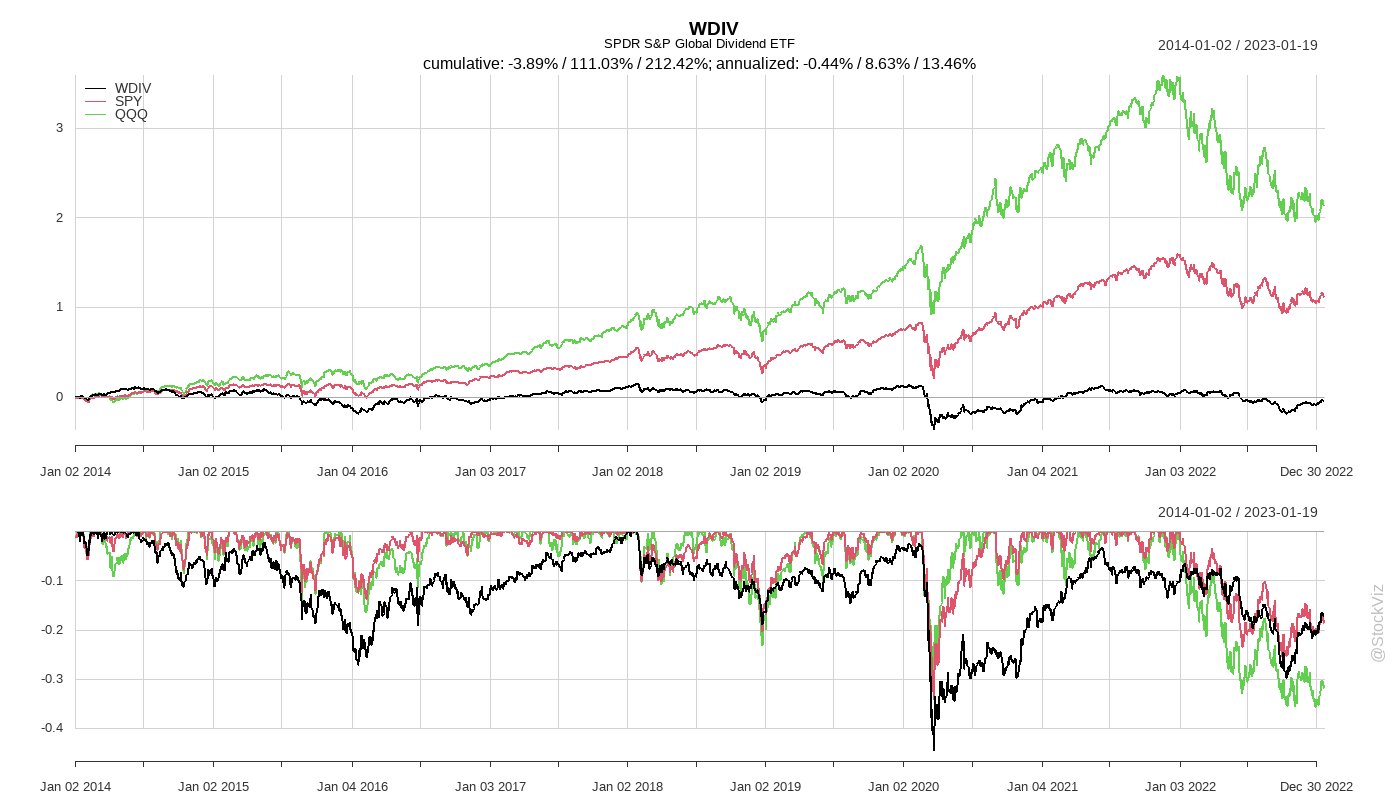 WDIV
SPDR S&P Global Dividend ETF
2014-01-02 / 2023-01-19
cumulative: -3.89% / 111.03% / 212.42%; annualized: -0.44% / 8.63% / 13.46%
WDIV
SPY
QQQ
3
2
1
0
Jan 02 2014 Jan 02 2015 Jan 04 2016 Jan 03 2017 Jan 02 2018 Jan 02 2019 Jan 02 2020 Jan 04 2021 Jan 03 2022 Dec 30 2022
2014-01-02 / 2023-01-19
-0.1
-0.2
-0.3
-0.4
Jan 02 2014 Jan 02 2015 Jan 04 2016 Jan 03 2017 Jan 02 2018 Jan 02 2019 Jan 02 2020 Jan 04 2021 Jan 03 2022 Dec 30 2022
@StockViz